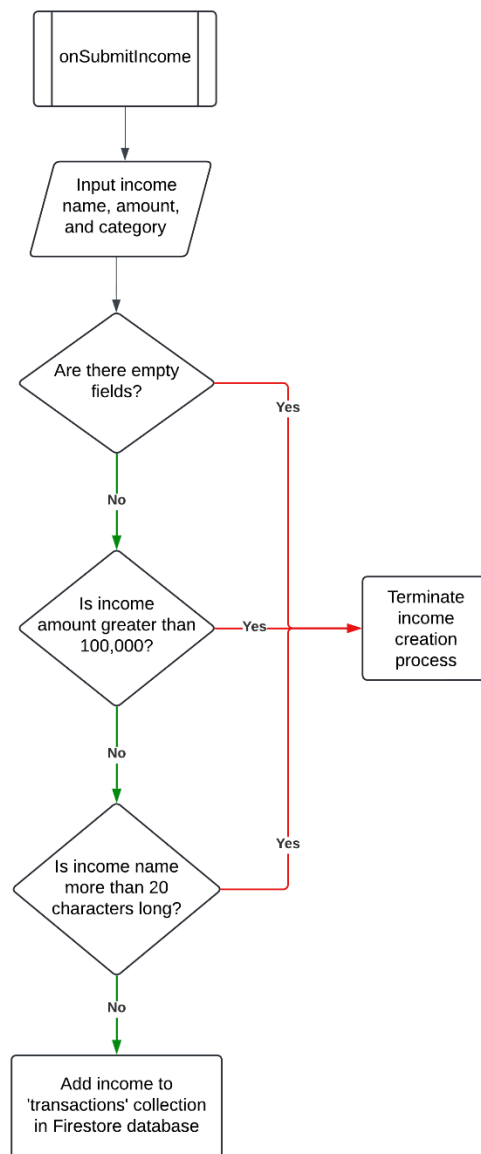 onSubmitIncome
Input income
name, amount,
and category
Are there empty
fields?
Yes
No
Is income
amount greater than
100,000?
Yes
Terminate
income
creation
process
No
Yes
Is income name
more than 20
characters long?
No
Add income to
'transactions' collection
in Firestore database